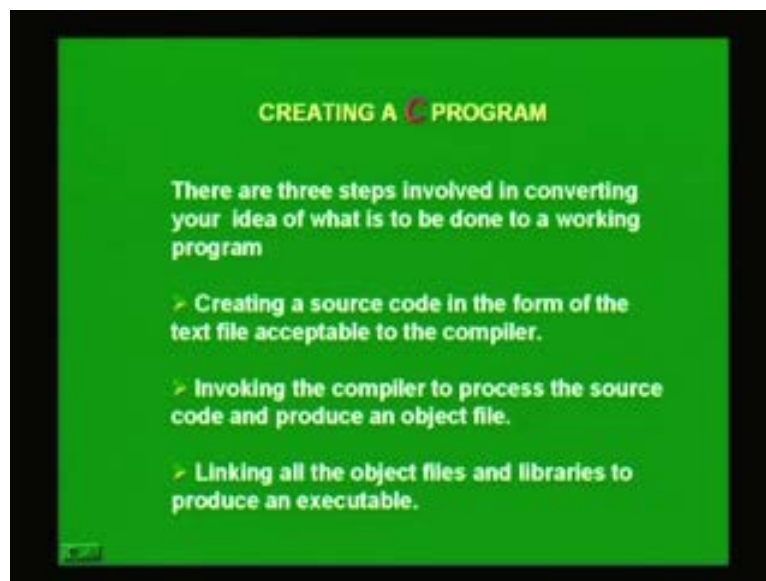 CREATING A C PROGRAM
There are three steps involved in converting
your idea of what is to be done to a working
program
➢ Creating a source code in the form of the
text file acceptable to the compiler.
➢ Invoking the compiler to process the source
code and produce an object file.
➢ Linking all the object files and libraries to
produce an executable.